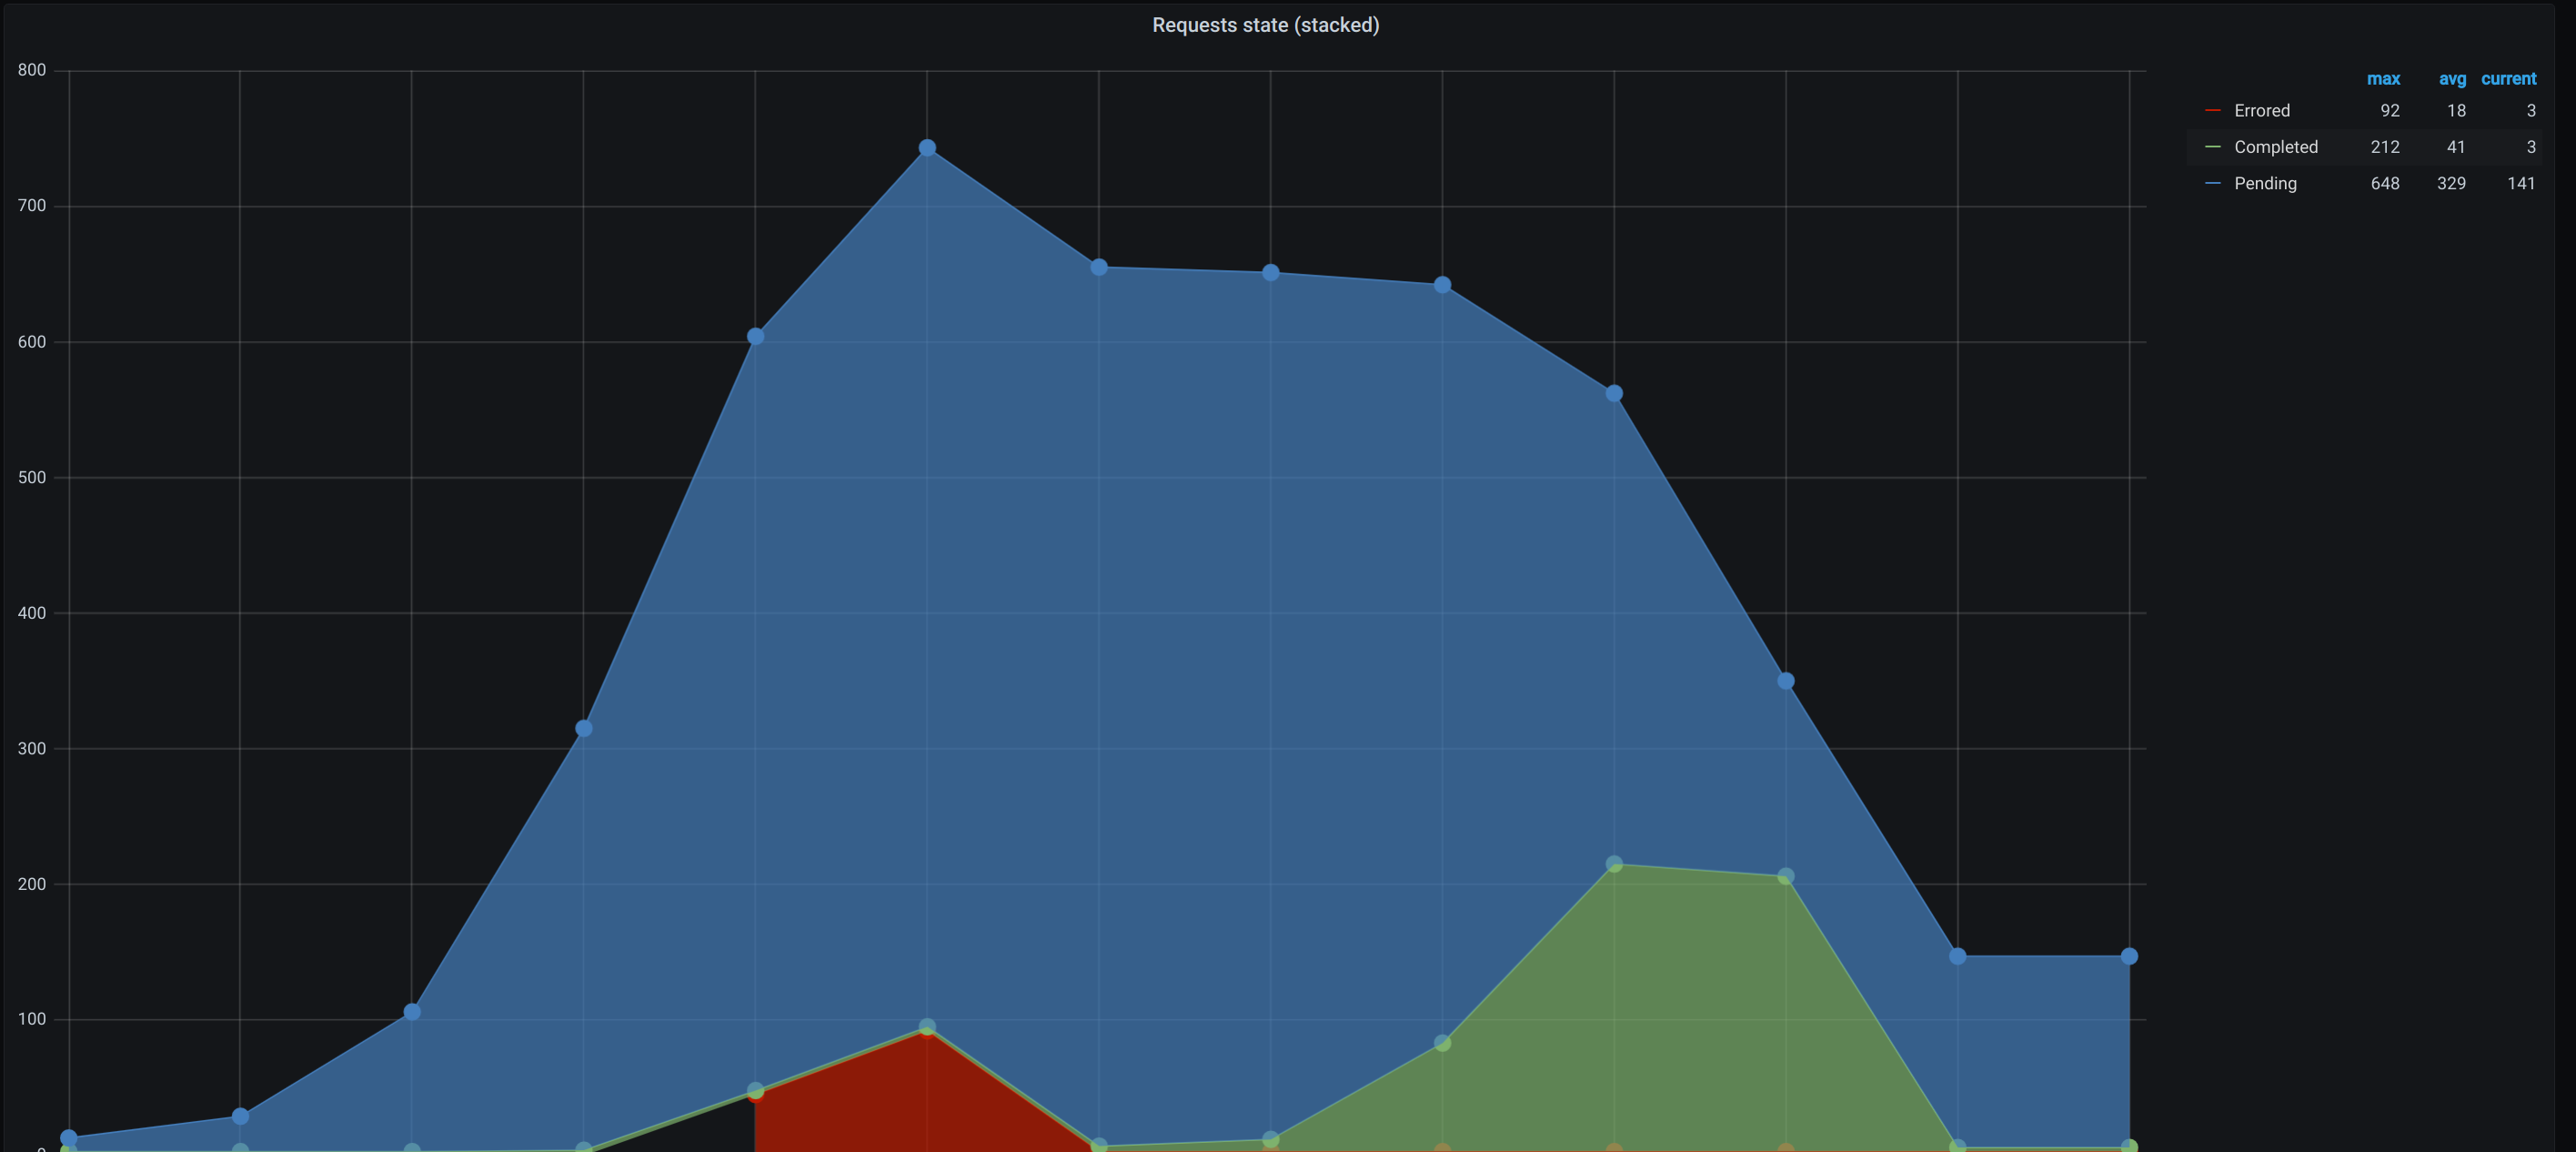 Requests state (stacked)
800
700
600
500
400
300
200
100
0
max avg current
Errored 92 18 3
Completed 212 41 3
Pending 648 329 141